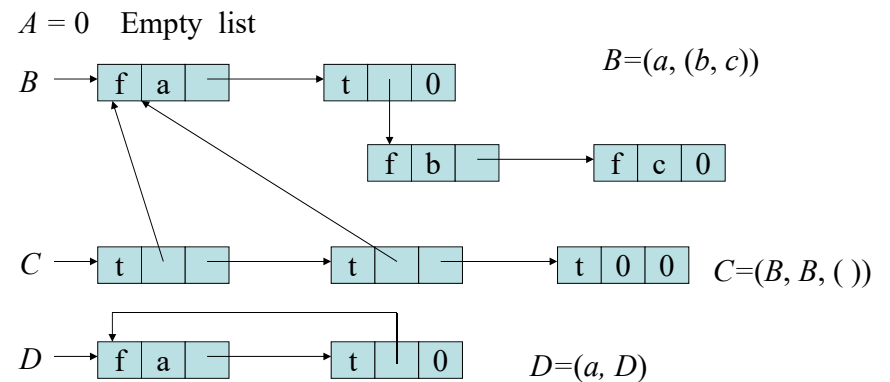 A = 0 Empty list
B f a t 0 B=(a, (b, c))
f b f c 0
C t t t 0 0 C=(B, B, ( ))
D f a t 0 D=(a, D)